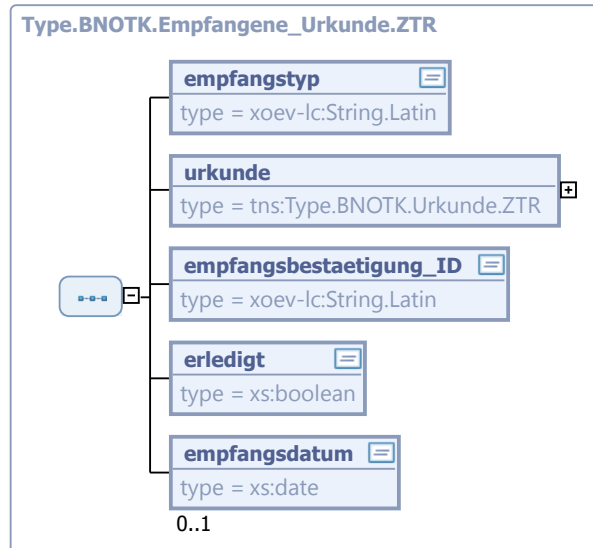 Type.BNOTK.Empfangene_Urkunde.ZTR
empfangstyp
type = xoev-lc:String.Latin
urkunde
type = tns:Type.BNOTK.Urkunde.ZTR
empfangsbestaetigung_ID
type = xoev-lc:String.Latin
erledigt
type = xs:boolean
empfangsdatum
type = xs:date
0..1